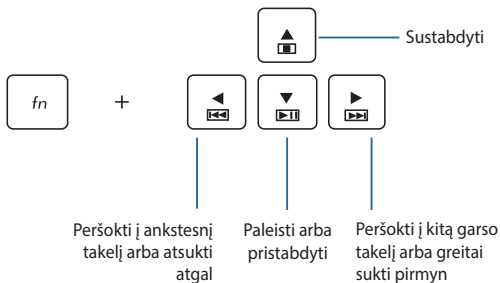 Sustabdyti
fn
+
Peršokti į ankstesnį
takelį arba atsukti
atgal
Paleisti arba
pristabdyti
Peršokti į kitą garso
takelį arba greitai
sukti pirmyn